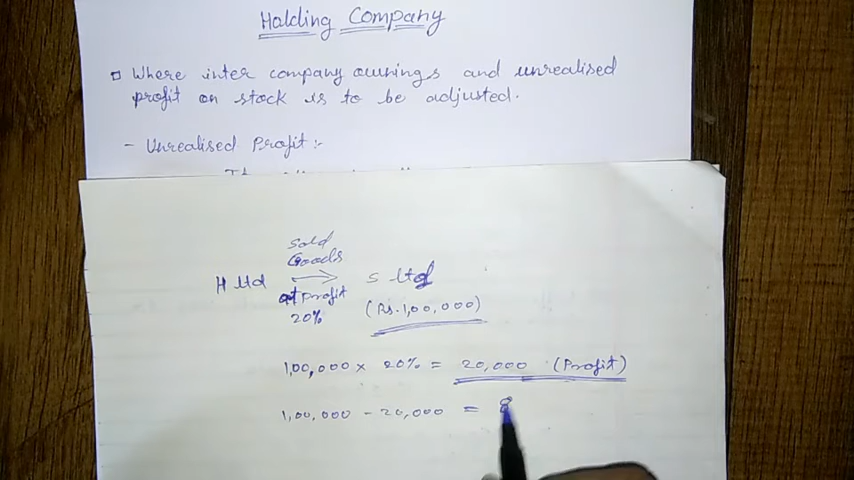 Holding Company
Where inter company ownings and unrealised
profit on stock is to be adjusted.
- Unrealised Profit :-
Sold
Goods
H Ltd S Ltd
at Profit
20%
(Rs. 1,00,000)
1,00,000 x 20% = 20,000 (Profit)
1,00,000 - 20,000 = 8